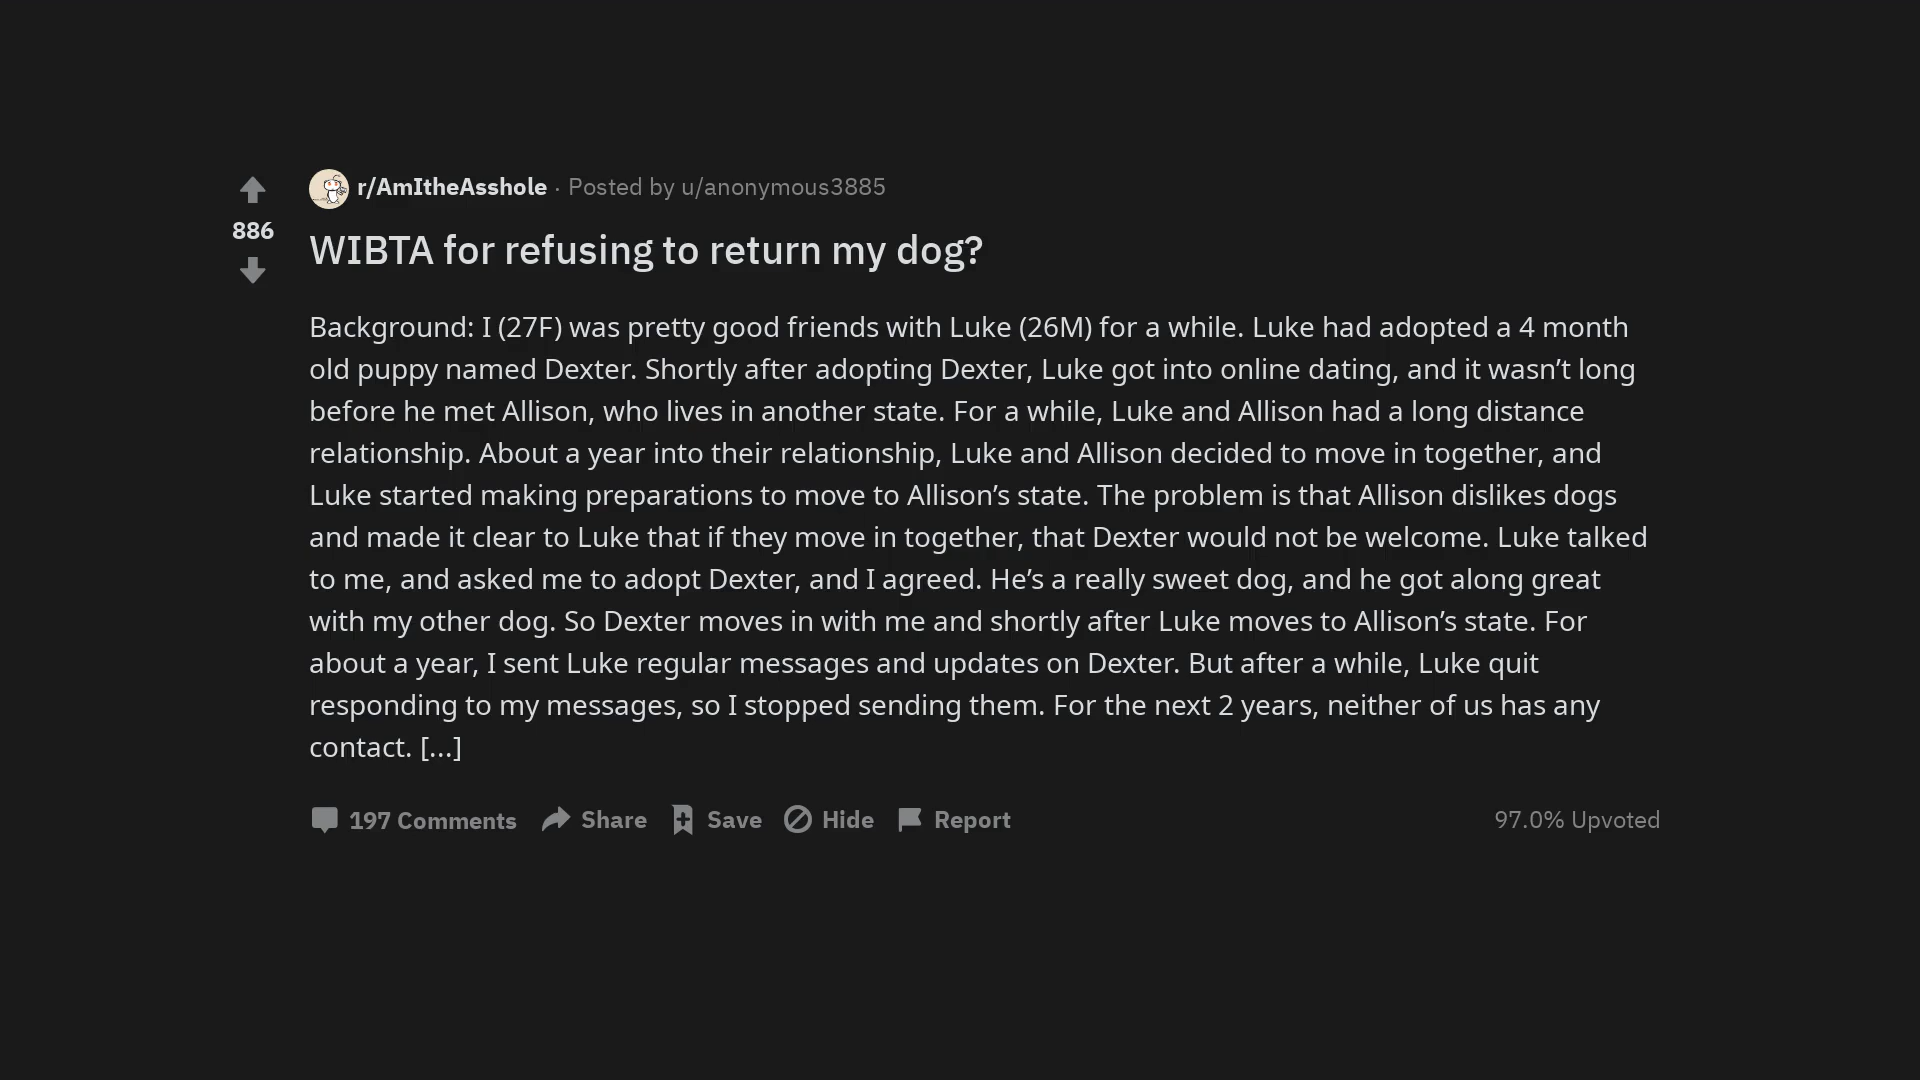 r/AmItheAsshole · Posted by u/anonymous3885
886
WIBTA for refusing to return my dog?
Background: I (27F) was pretty good friends with Luke (26M) for a while. Luke had adopted a 4 month
old puppy named Dexter. Shortly after adopting Dexter, Luke got into online dating, and it wasn’t long
before he met Allison, who lives in another state. For a while, Luke and Allison had a long distance
relationship. About a year into their relationship, Luke and Allison decided to move in together, and
Luke started making preparations to move to Allison’s state. The problem is that Allison dislikes dogs
and made it clear to Luke that if they move in together, that Dexter would not be welcome. Luke talked
to me, and asked me to adopt Dexter, and I agreed. He’s a really sweet dog, and he got along great
with my other dog. So Dexter moves in with me and shortly after Luke moves to Allison’s state. For
about a year, I sent Luke regular messages and updates on Dexter. But after a while, Luke quit
responding to my messages, so I stopped sending them. For the next 2 years, neither of us has any
contact. [...]
197 Comments Share Save Hide Report 97.0% Upvoted